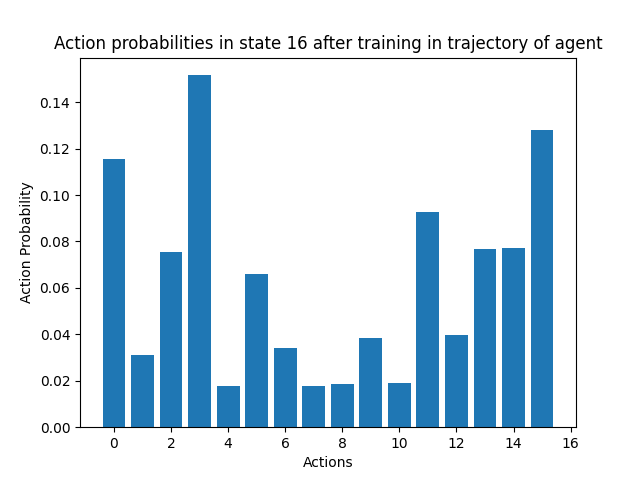 Action probabilities in state 16 after training in trajectory of agent
0.14
0.12
0.10
0.08
0.06
0.04
0.02
0.00
Action Probability
0 2 4 6 8 10 12 14 16
Actions